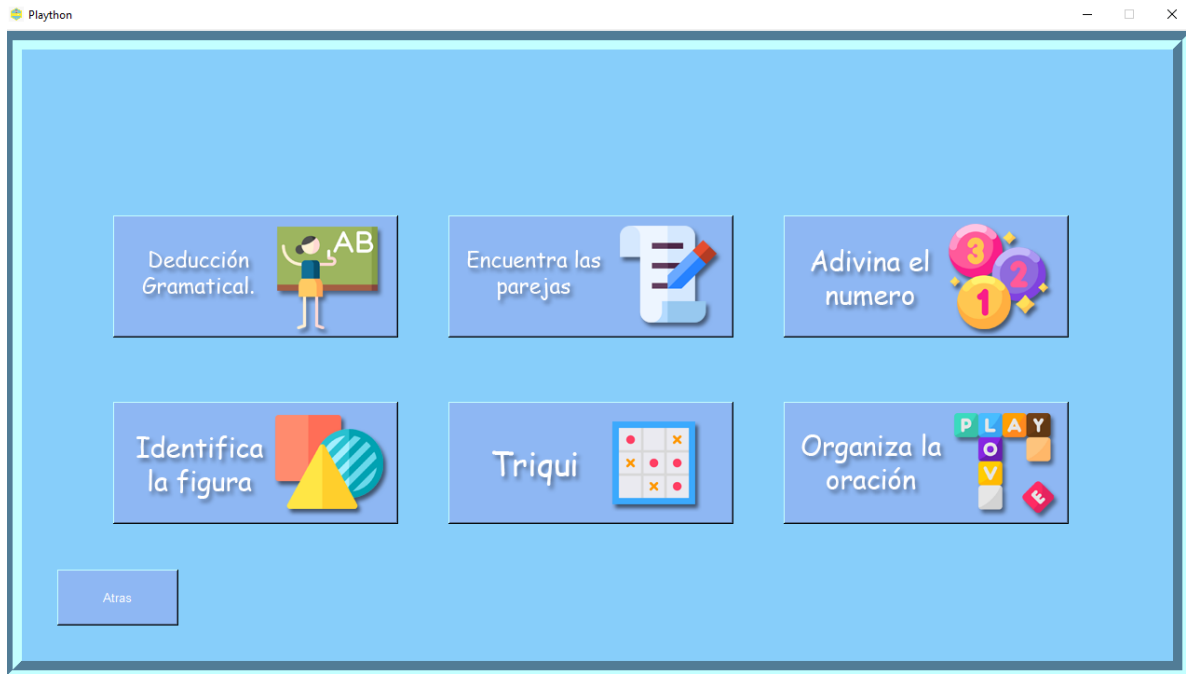 Plaython
Deducción
Gramatical.
AB
Encuentra las
parejas
Adivina el
numero
3
2
1
Identifica
la figura
Triqui
Organiza la
oración
PLAY
O
V
E
Atras